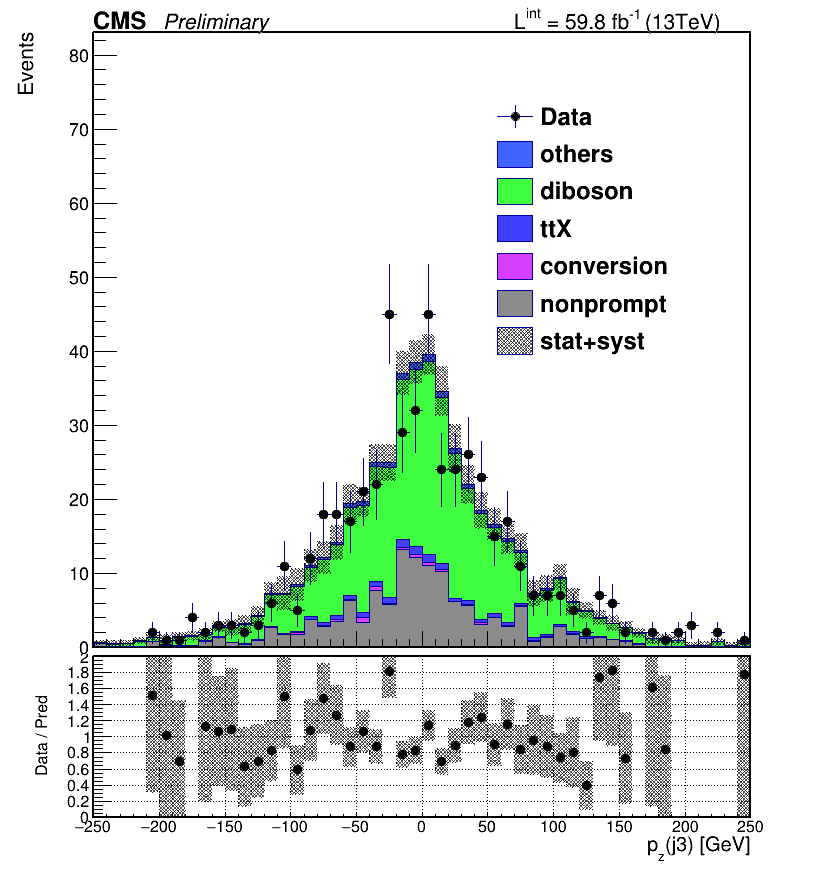 CMS Preliminary L^int = 59.8 fb^-1 (13TeV)
Events
80
70
60
50
40
30
20
10
0
Data
others
diboson
ttX
conversion
nonprompt
stat+syst
Data / Pred
2
1.8
1.6
1.4
1.2
1
0.8
0.6
0.4
0.2
0
−250 −200 −150 −100 −50 0 50 100 150 200 250
p_z(j3) [GeV]